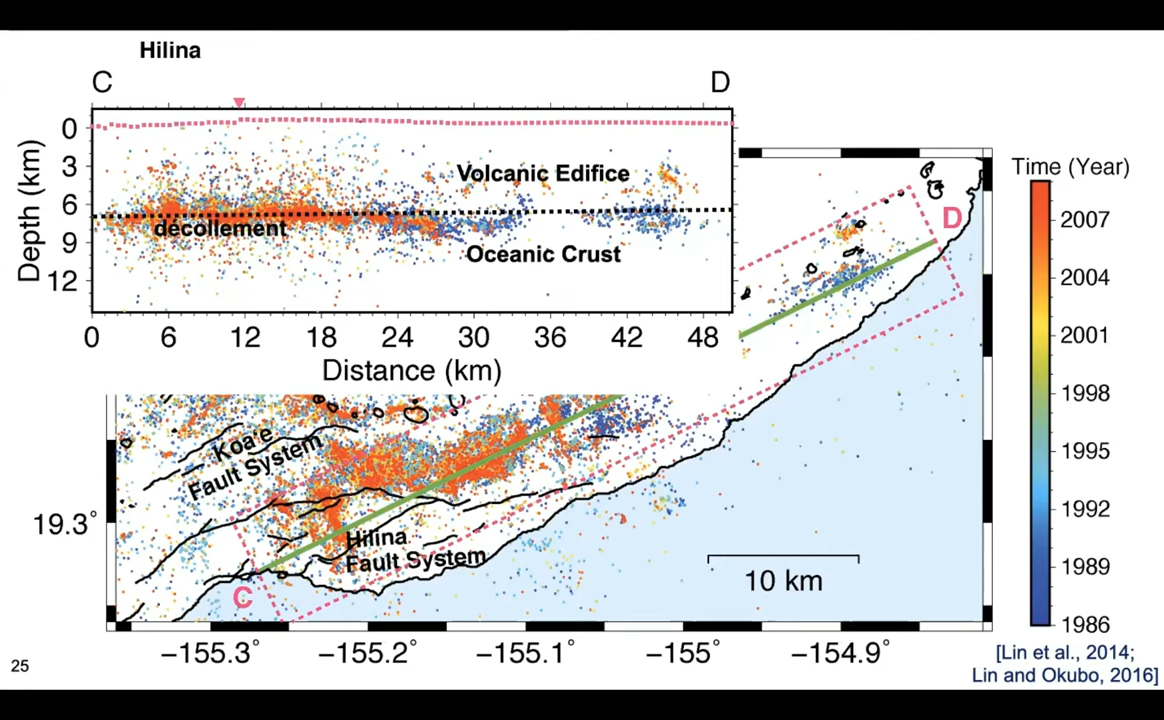 Hilina
C
D
0
3
6
9
12
Depth (km)
Volcanic Edifice
decollement
Oceanic Crust
0 6 12 18 24 30 36 42 48
Distance (km)
Time (Year)
2007
2004
2001
1998
1995
1992
1989
1986
D
Koa'e
Fault System
19.3°
Hilina
Fault System
C
10 km
−155.3° −155.2° −155.1° −155° −154.9°
[Lin et al., 2014;
Lin and Okubo, 2016]
25